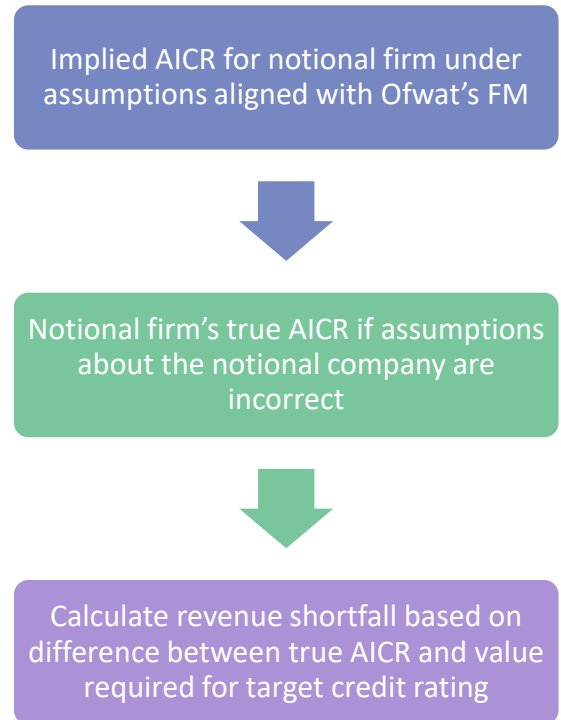 Implied AICR for notional firm under
assumptions aligned with Ofwat's FM
Notional firm's true AICR if assumptions
about the notional company are
incorrect
Calculate revenue shortfall based on
difference between true AICR and value
required for target credit rating